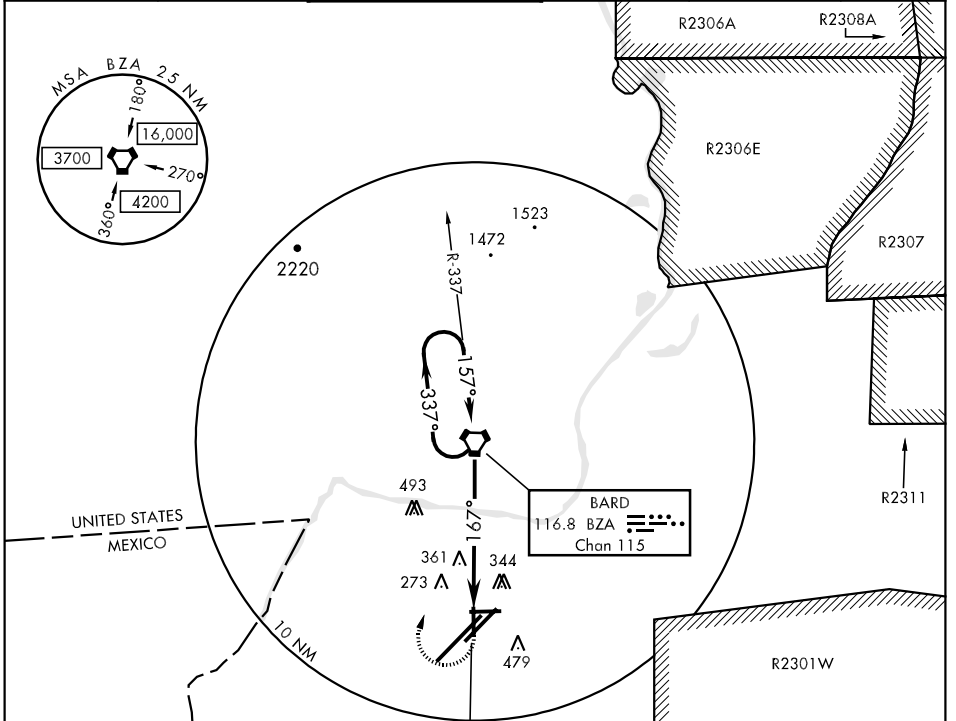 R2306A
R2308A
MSA BZA 25 NM
180°
16,000
3700
270°
4200
360°
R2306E
1523
1472
R2307
2220
R-337
157°
337°
493
BARD
116.8 BZA
Chan 115
R2311
UNITED STATES
MEXICO
167°
361
344
273
10 NM
479
R2301W